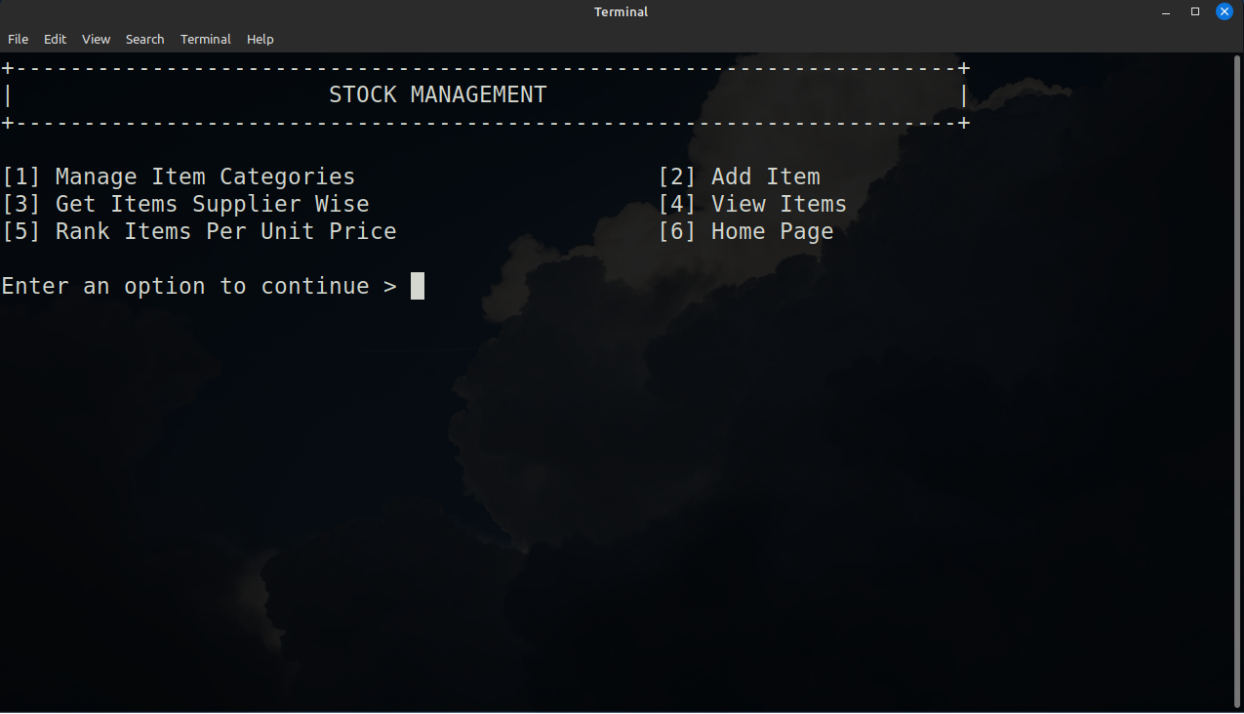 Terminal
File Edit View Search Terminal Help
+---------------------------------------------------------------------+
| STOCK MANAGEMENT |
+---------------------------------------------------------------------+
[1] Manage Item Categories [2] Add Item
[3] Get Items Supplier Wise [4] View Items
[5] Rank Items Per Unit Price [6] Home Page
Enter an option to continue >